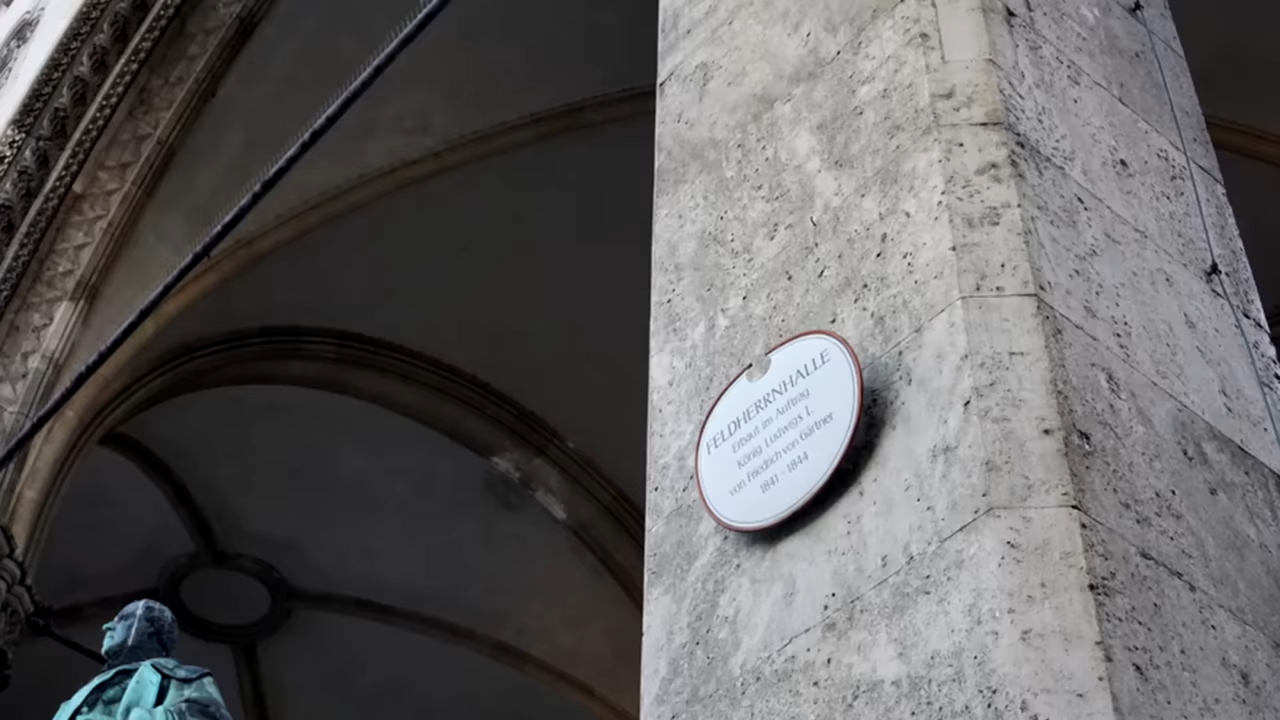 FELDHERRNHALLE
Erbaut im Auftrag
König Ludwigs I.
von Friedrich von Gärtner
1841 - 1844